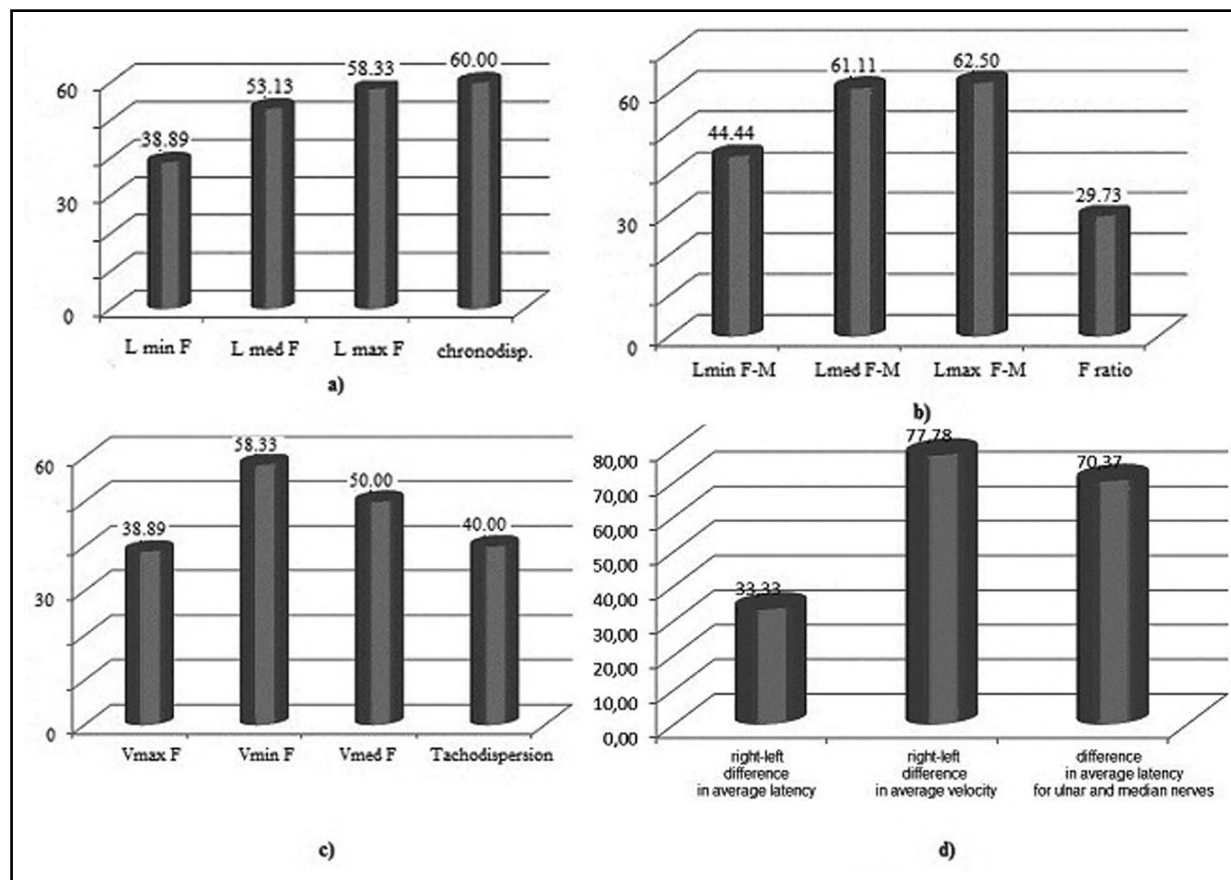 60.00
58.33
53.13
38.89
60
30
0
L min F L med F L max F chronodisp.
a)
61.11 62.50
44.44
29.73
60
30
0
Lmin F-M Lmed F-M Lmax F-M F ratio
b)
58.33
50.00
38.89
40.00
60
30
0
Vmax F Vmin F Vmed F Tachodispersion
c)
77,78
70,37
33,33
80,00
70,00
60,00
50,00
40,00
30,00
20,00
10,00
0,00
right-left
difference
in average latency
right-left
difference
in average velocity
difference
in average latency
for ulnar and median nerves
d)